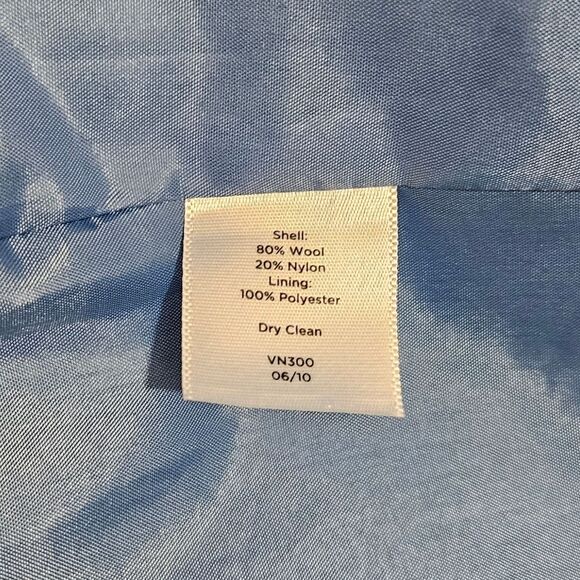 Shell:
80% Wool
20% Nylon
Lining:
100% Polyester
Dry Clean
VN300
06/10